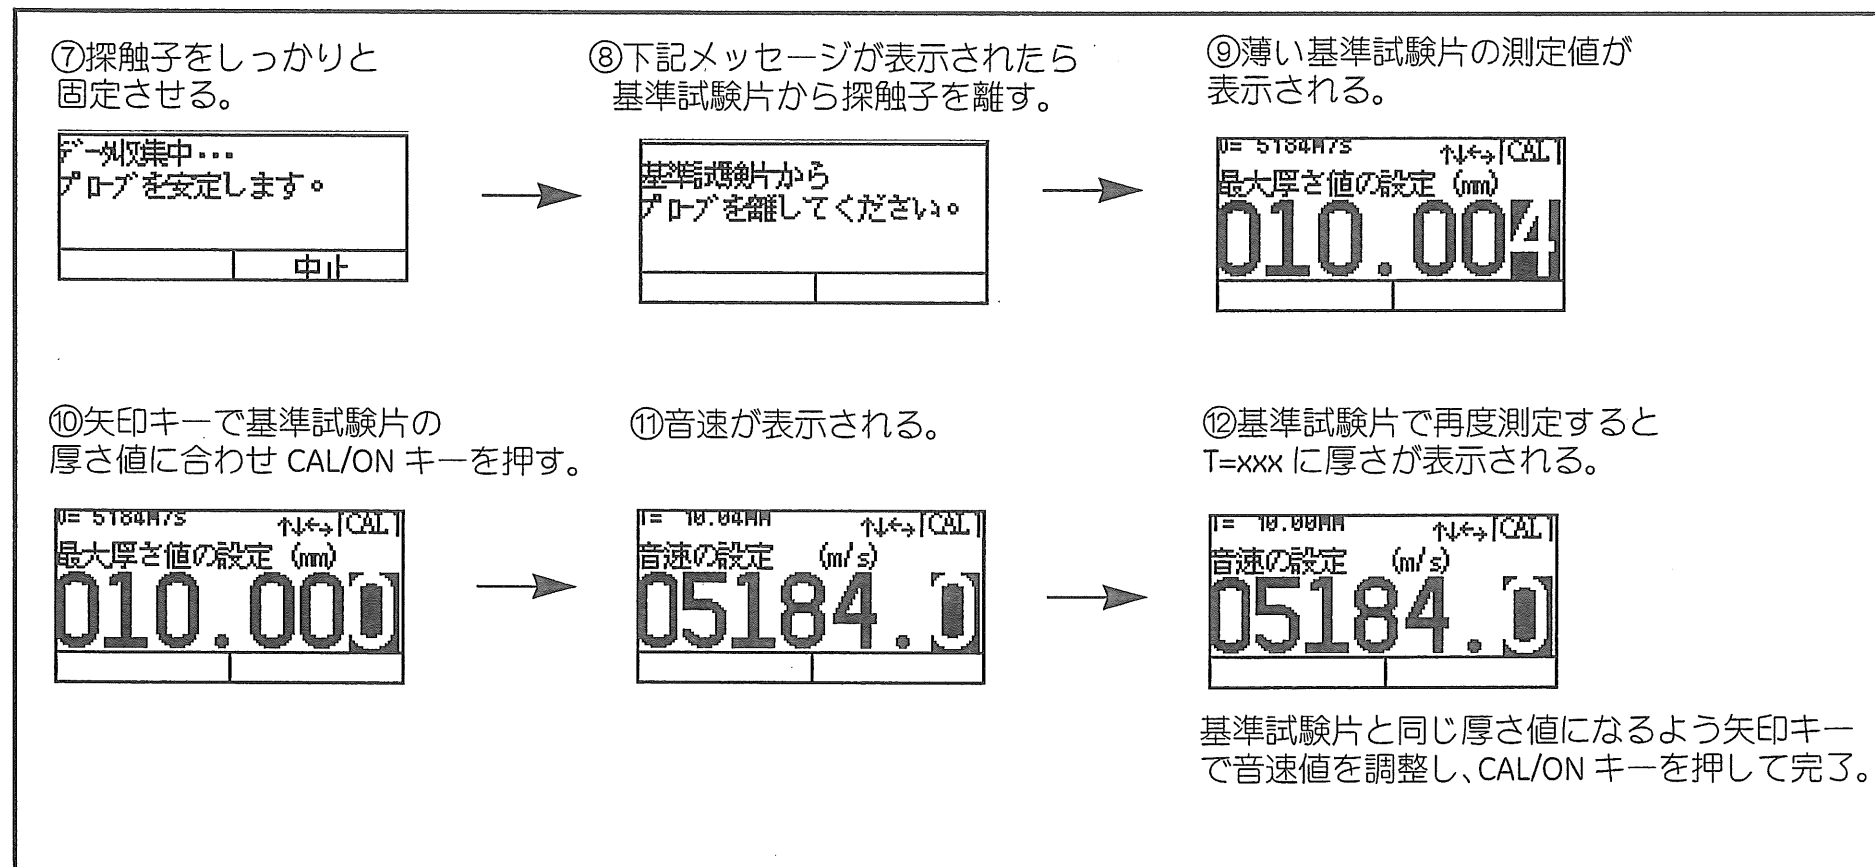 ⑦探触子をしっかりと
固定させる。
データ収集中・・・
プローブを安定します。
中止
⑧下記メッセージが表示されたら
基準試験片から探触子を離す。
基準試験片から
プローブを離してください。
⑨薄い基準試験片の測定値が
表示される。
V= 5184M/S ↑↓←→ CAL
最大厚さ値の設定 (mm)
010.004
⑩矢印キーで基準試験片の
厚さ値に合わせ CAL/ON キーを押す。
V= 5184M/S ↑↓←→ CAL
最大厚さ値の設定 (mm)
010.000
⑪音速が表示される。
T= 10.04MM ↑↓←→ CAL
音速の設定 (m/s)
05184.0
⑫基準試験片で再度測定すると
T=xxx に厚さが表示される。
T= 10.00MM ↑↓←→ CAL
音速の設定 (m/s)
05184.0
基準試験片と同じ厚さ値になるよう矢印キー
で音速値を調整し、CAL/ON キーを押して完了。